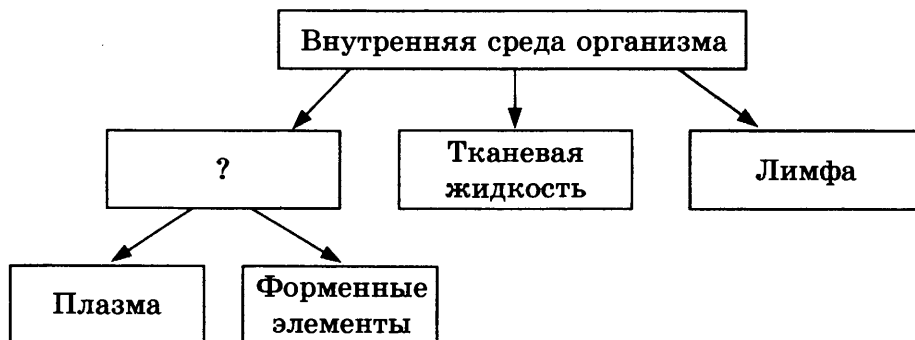 Внутренняя среда организма
?
Тканевая
жидкость
Лимфа
Плазма
Форменные
элементы